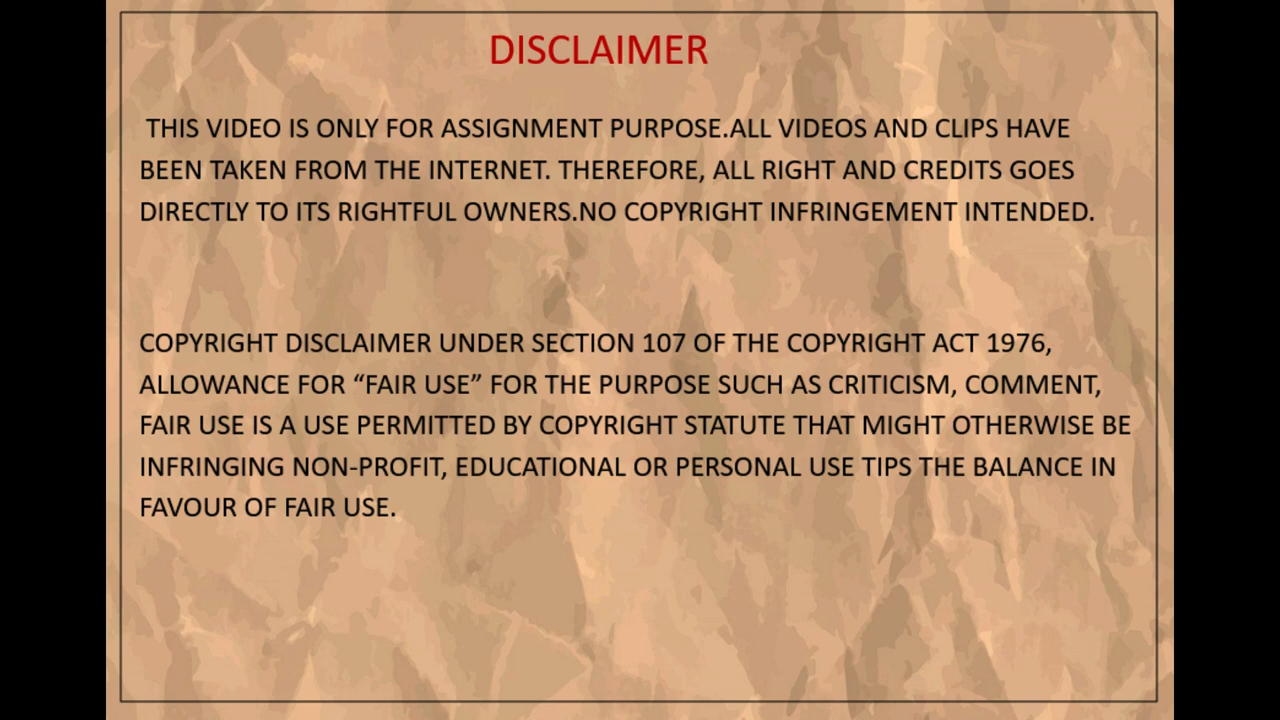 DISCLAIMER
THIS VIDEO IS ONLY FOR ASSIGNMENT PURPOSE.ALL VIDEOS AND CLIPS HAVE
BEEN TAKEN FROM THE INTERNET. THEREFORE, ALL RIGHT AND CREDITS GOES
DIRECTLY TO ITS RIGHTFUL OWNERS.NO COPYRIGHT INFRINGEMENT INTENDED.
COPYRIGHT DISCLAIMER UNDER SECTION 107 OF THE COPYRIGHT ACT 1976,
ALLOWANCE FOR “FAIR USE” FOR THE PURPOSE SUCH AS CRITICISM, COMMENT,
FAIR USE IS A USE PERMITTED BY COPYRIGHT STATUTE THAT MIGHT OTHERWISE BE
INFRINGING NON-PROFIT, EDUCATIONAL OR PERSONAL USE TIPS THE BALANCE IN
FAVOUR OF FAIR USE.